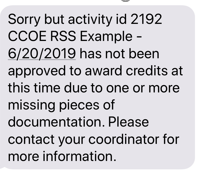 Sorry but activity id 2192
CCOE RSS Example -
6/20/2019 has not been
approved to award credits at
this time due to one or more
missing pieces of
documentation. Please
contact your coordinator for
more information.